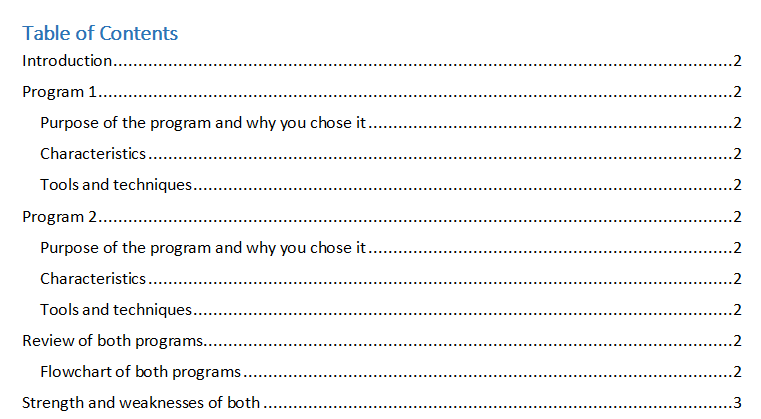 Table of Contents
Introduction.......................................................................................................................................2
Program 1..........................................................................................................................................2
Purpose of the program and why you chose it.................................................................................2
Characteristics................................................................................................................................2
Tools and techniques.......................................................................................................................2
Program 2..........................................................................................................................................2
Purpose of the program and why you chose it.................................................................................2
Characteristics................................................................................................................................2
Tools and techniques.......................................................................................................................2
Review of both programs....................................................................................................................2
Flowchart of both programs.............................................................................................................2
Strength and weaknesses of both........................................................................................................3